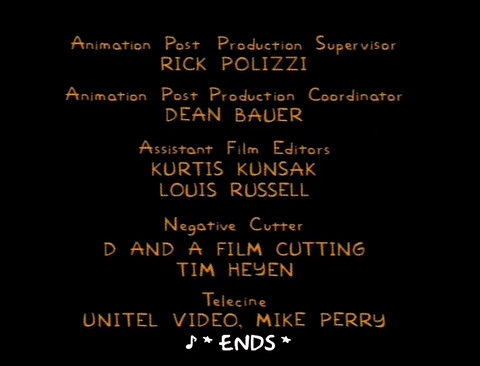 Animation Post Production Supervisor
RICK POLIZZI
Animation Post Production Coordinator
DEAN BAUER
Assistant Film Editors
KURTIS KUNSAK
LOUIS RUSSELL
Negative Cutter
D AND A FILM CUTTING
TIM HEYEN
Telecine
UNITEL VIDEO, MIKE PERRY
♪ * ENDS *